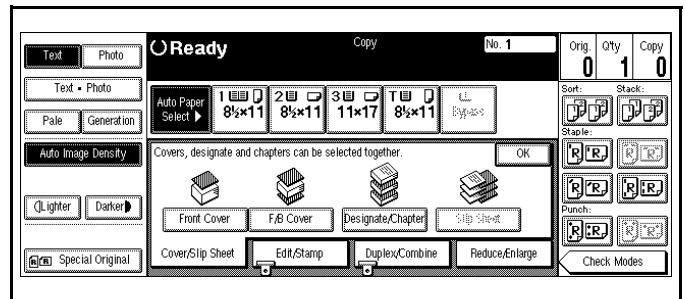 Text Photo
Text • Photo
Pale Generation
Auto Image Density
Lighter Darker
Special Original
Ready Copy No. 1
Auto Paper Select ▶
1 8½×11
2 8½×11
3 11×17
T 8½×11
Bypass
Covers, designate and chapters can be selected together. OK
Front Cover F/B Cover Designate/Chapter Slip Sheet
Cover/Slip Sheet Edit/Stamp Duplex/Combine Reduce/Enlarge
Orig. Q'ty Copy
0 1 0
Sort: Stack:
Staple:
Punch:
Check Modes